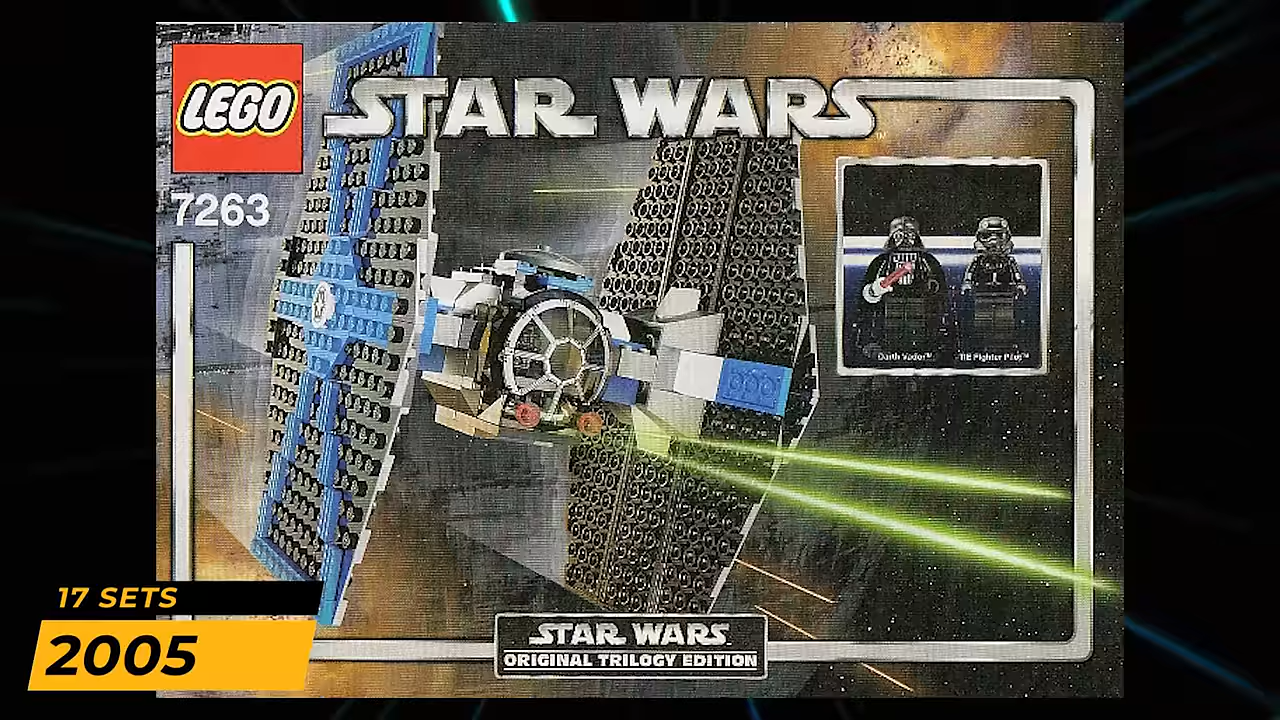 LEGO
STAR WARS
7263
Darth Vader™
TIE Fighter Pilot™
STAR WARS
ORIGINAL TRILOGY EDITION
17 SETS
2005